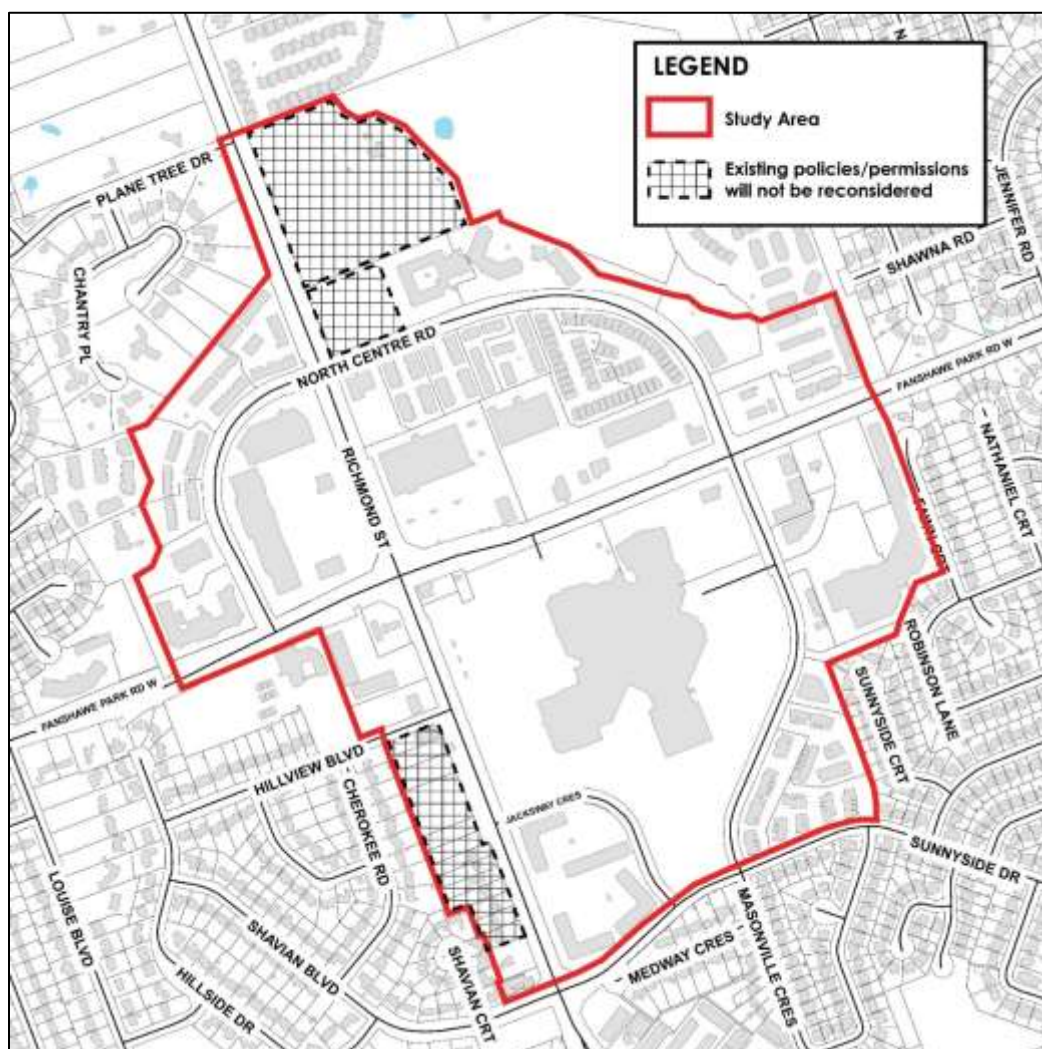 LEGEND
Study Area
Existing policies/permissions
will not be reconsidered
PLANE TREE DR
CHANTRY PL
JENNIFER RD
SHAWNA RD
NORTH CENTRE RD
FANSHAWE PARK RD W
NATHANIEL CRT
RICHMOND ST
FAWN CRT
ROBINSON LANE
SUNNYSIDE CRT
FANSHAWE PARK RD W
HILLVIEW BLVD
CHEROKEE RD
JACKSWAY CRES
SUNNYSIDE DR
LOUISE BLVD
SHAVIAN BLVD
HILLSIDE DR
SHAVIAN CRT
MEDWAY CRES
MASONVILLE CRES